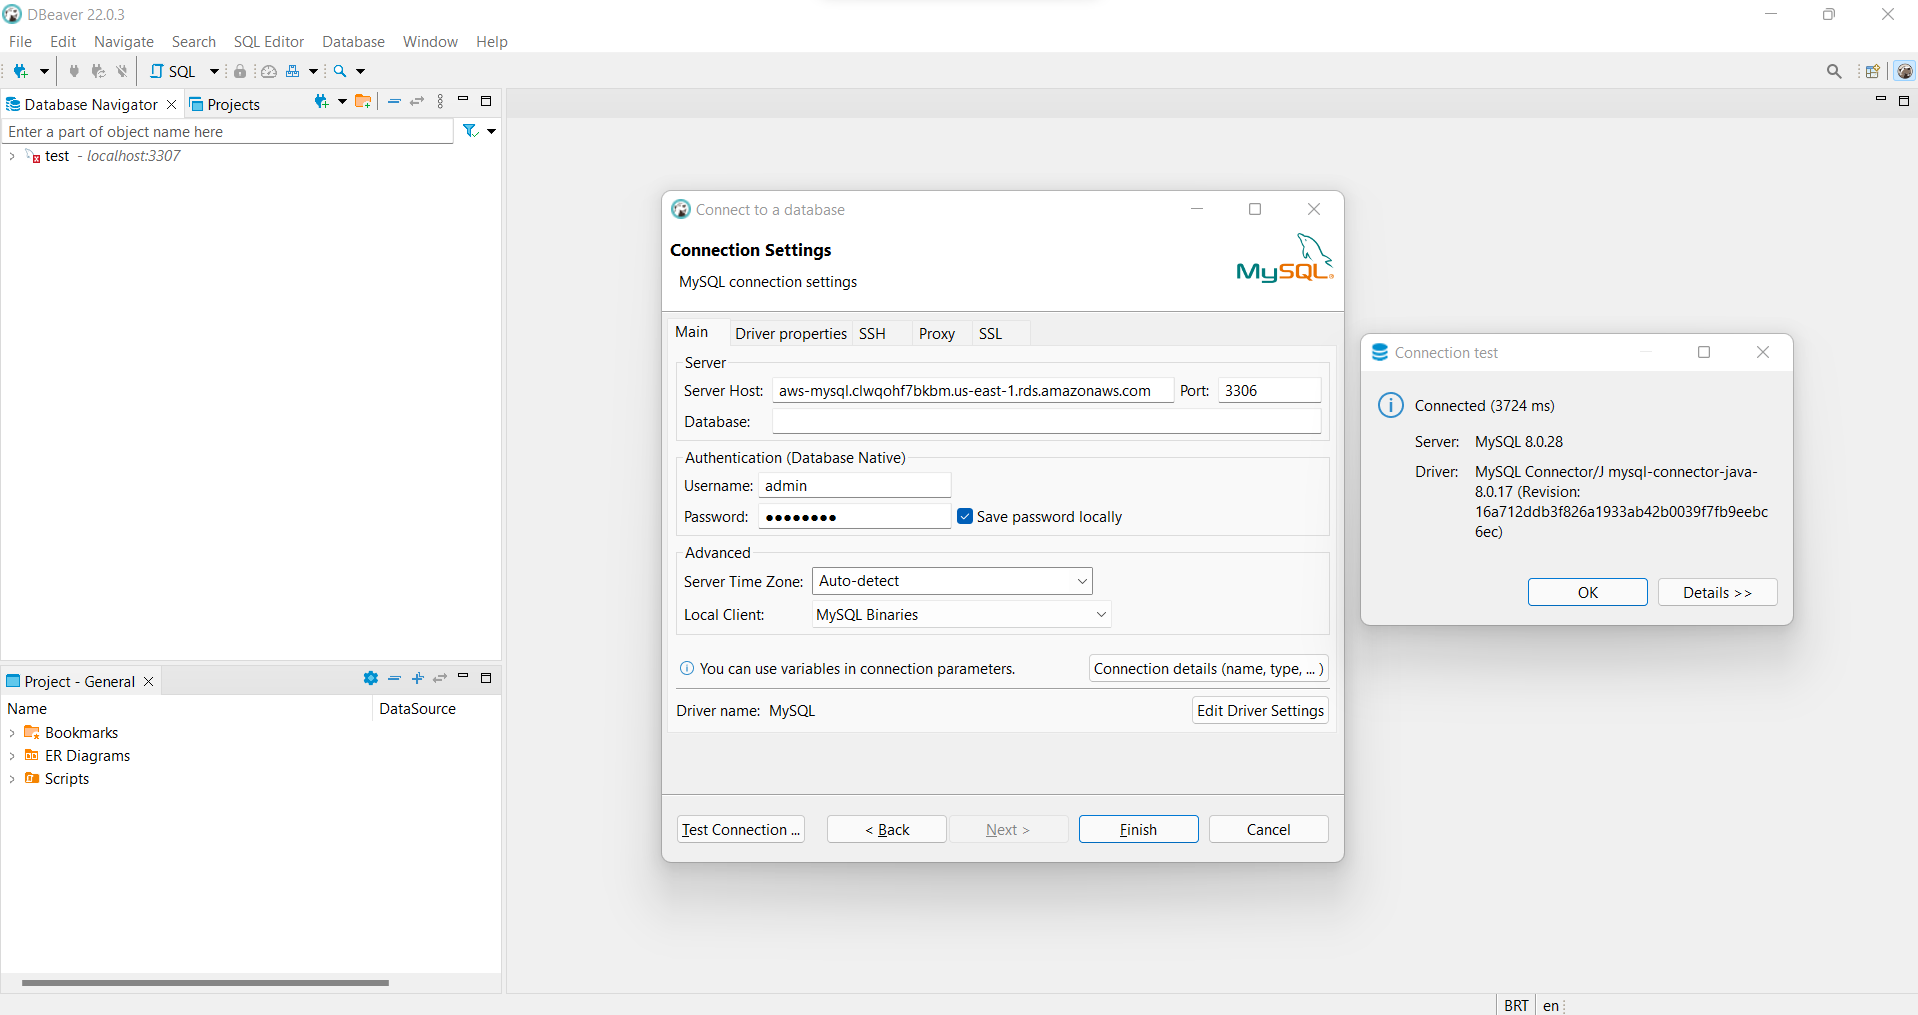 DBeaver 22.0.3
File Edit Navigate Search SQL Editor Database Window Help
SQL
Database Navigator Projects
Enter a part of object name here
test - localhost:3307
Connect to a database
Connection Settings
MySQL connection settings
MySQL
Main Driver properties SSH Proxy SSL
Server
Server Host: aws-mysql.clwqohf7bkbm.us-east-1.rds.amazonaws.com Port: 3306
Database:
Authentication (Database Native)
Username: admin
Password: ●●●●●●●● Save password locally
Advanced
Server Time Zone: Auto-detect
Local Client: MySQL Binaries
You can use variables in connection parameters. Connection details (name, type, ... )
Driver name: MySQL Edit Driver Settings
Test Connection ... < Back Next > Finish Cancel
Connection test
Connected (3724 ms)
Server: MySQL 8.0.28
Driver: MySQL Connector/J mysql-connector-java-
8.0.17 (Revision:
16a712ddb3f826a1933ab42b0039f7fb9eebc
6ec)
OK Details >>
Project - General
Name DataSource
Bookmarks
ER Diagrams
Scripts
BRT en